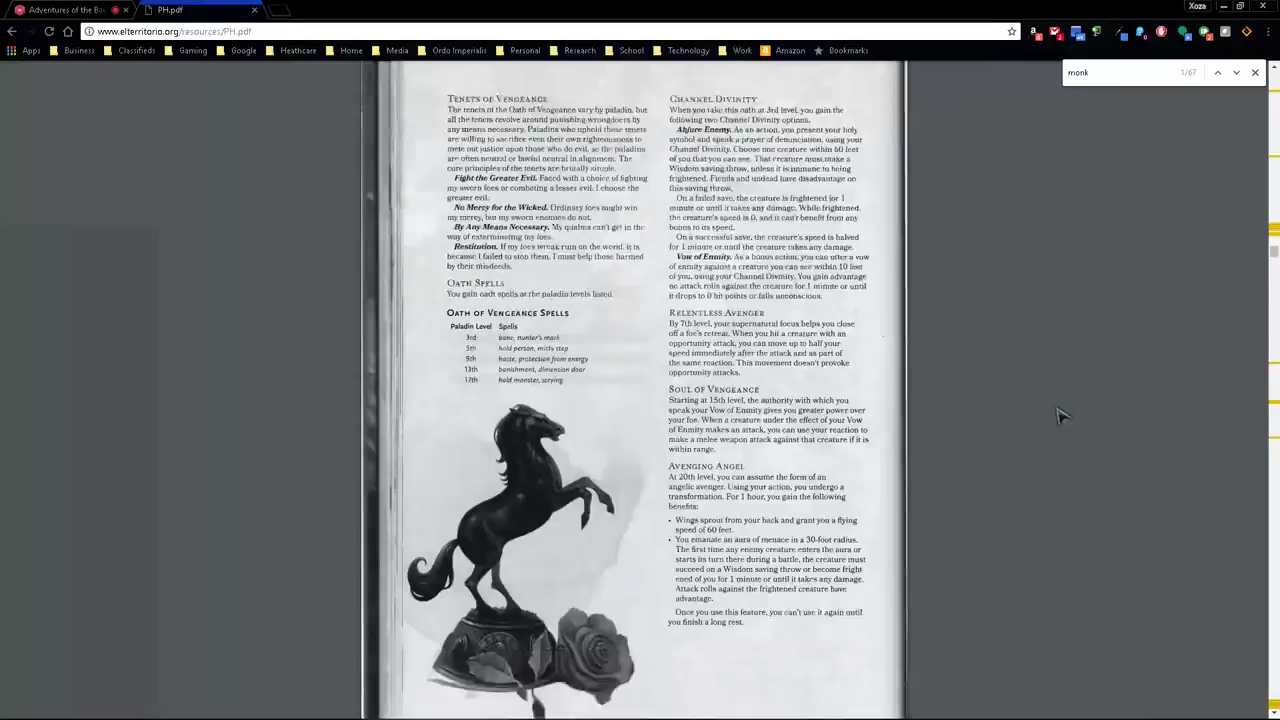 Adventures of the Ba
PH.pdf
Xoza
www.elterritorio.org/resources/PH.pdf
Apps Business Classifieds Gaming Google Heathcare Home Media Ordo Imperialis Personal Research School Technology Work Amazon Bookmarks
monk 1/67
TENETS OF VENGEANCE
The tenets of the Oath of Vengeance vary by paladin, but
all the tenets revolve around punishing wrongdoers by
any means necessary. Paladins who uphold these tenets
are willing to sacrifice even their own righteousness to
mete out justice upon those who do evil, so the paladins
are often neutral or lawful neutral in alignment. The
core principles of the tenets are brutally simple.
Fight the Greater Evil. Faced with a choice of fighting
my sworn foes or combating a lesser evil. I choose the
greater evil.
No Mercy for the Wicked. Ordinary foes might win
my mercy, but my sworn enemies do not.
By Any Means Necessary. My qualms can't get in the
way of exterminating my foes.
Restitution. If my foes wreak ruin on the world, it is
because I failed to stop them. I must help those harmed
by their misdeeds.
OATH SPELLS
You gain oath spells at the paladin levels listed.
OATH OF VENGEANCE SPELLS
Paladin Level Spells
3rd bane, hunter's mark
5th hold person, misty step
9th haste, protection from energy
13th banishment, dimension door
17th hold monster, scrying
CHANNEL DIVINITY
When you take this oath at 3rd level, you gain the
following two Channel Divinity options.
Abjure Enemy. As an action, you present your holy
symbol and speak a prayer of denunciation, using your
Channel Divinity. Choose one creature within 60 feet
of you that you can see. That creature must make a
Wisdom saving throw, unless it is immune to being
frightened. Fiends and undead have disadvantage on
this saving throw.
On a failed save, the creature is frightened for 1
minute or until it takes any damage. While frightened,
the creature's speed is 0, and it can't benefit from any
bonus to its speed.
On a successful save, the creature's speed is halved
for 1 minute or until the creature takes any damage.
Vow of Enmity. As a bonus action, you can utter a vow
of enmity against a creature you can see within 10 feet
of you, using your Channel Divinity. You gain advantage
on attack rolls against the creature for 1 minute or until
it drops to 0 hit points or falls unconscious.
RELENTLESS AVENGER
By 7th level, your supernatural focus helps you close
off a foe's retreat. When you hit a creature with an
opportunity attack, you can move up to half your
speed immediately after the attack and as part of
the same reaction. This movement doesn't provoke
opportunity attacks.
SOUL OF VENGEANCE
Starting at 15th level, the authority with which you
speak your Vow of Enmity gives you greater power over
your foe. When a creature under the effect of your Vow
of Enmity makes an attack, you can use your reaction to
make a melee weapon attack against that creature if it is
within range.
AVENGING ANGEL
At 20th level, you can assume the form of an
angelic avenger. Using your action, you undergo a
transformation. For 1 hour, you gain the following
benefits:
• Wings sprout from your back and grant you a flying
speed of 60 feet.
• You emanate an aura of menace in a 30-foot radius.
The first time any enemy creature enters the aura or
starts its turn there during a battle, the creature must
succeed on a Wisdom saving throw or become fright
ened of you for 1 minute or until it takes any damage.
Attack rolls against the frightened creature have
advantage.
Once you use this feature, you can't use it again until
you finish a long rest.